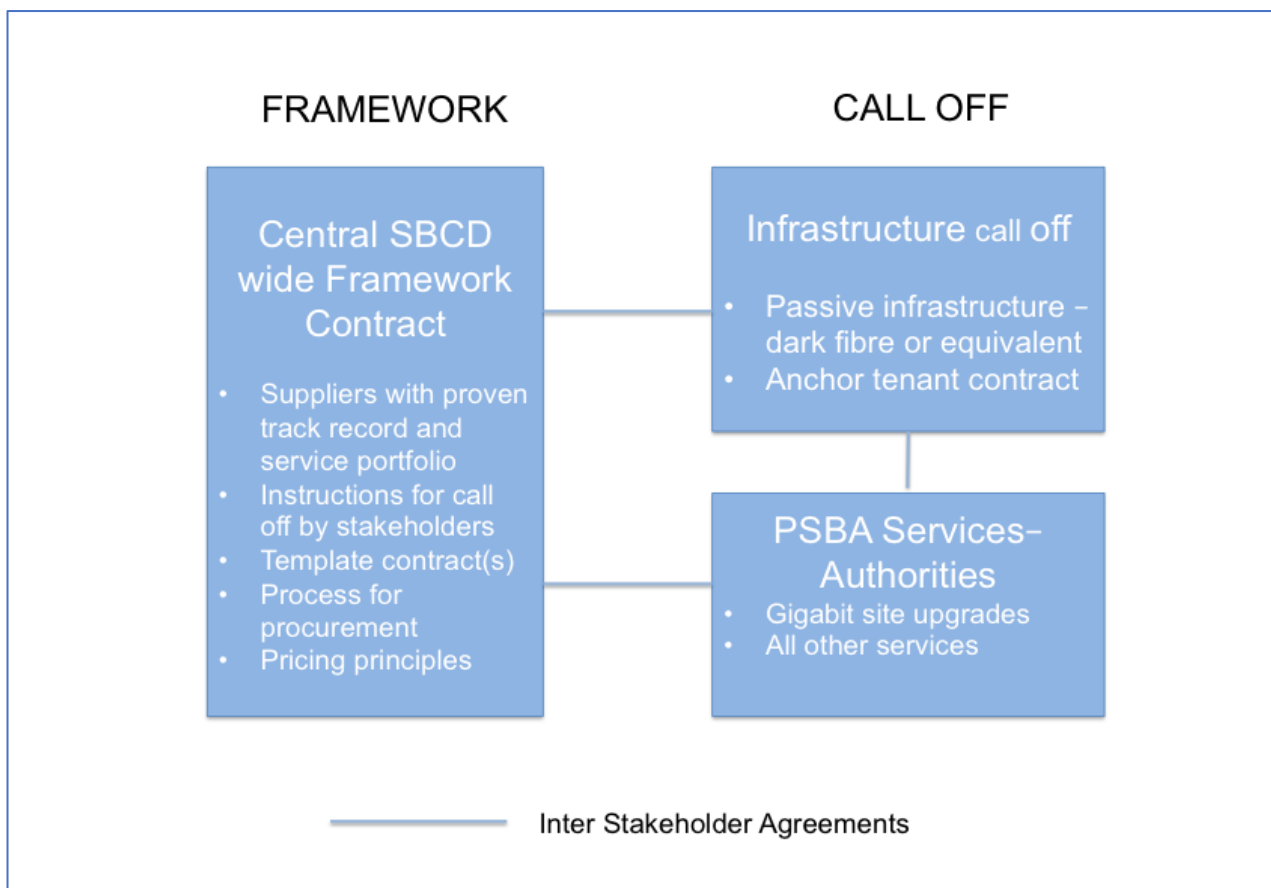 FRAMEWORK
Central SBCD
wide Framework
Contract
• Suppliers with proven
track record and
service portfolio
• Instructions for call
off by stakeholders
• Template contract(s)
• Process for
procurement
• Pricing principles
CALL OFF
Infrastructure call off
• Passive infrastructure –
dark fibre or equivalent
• Anchor tenant contract
PSBA Services–
Authorities
• Gigabit site upgrades
• All other services
Inter Stakeholder Agreements